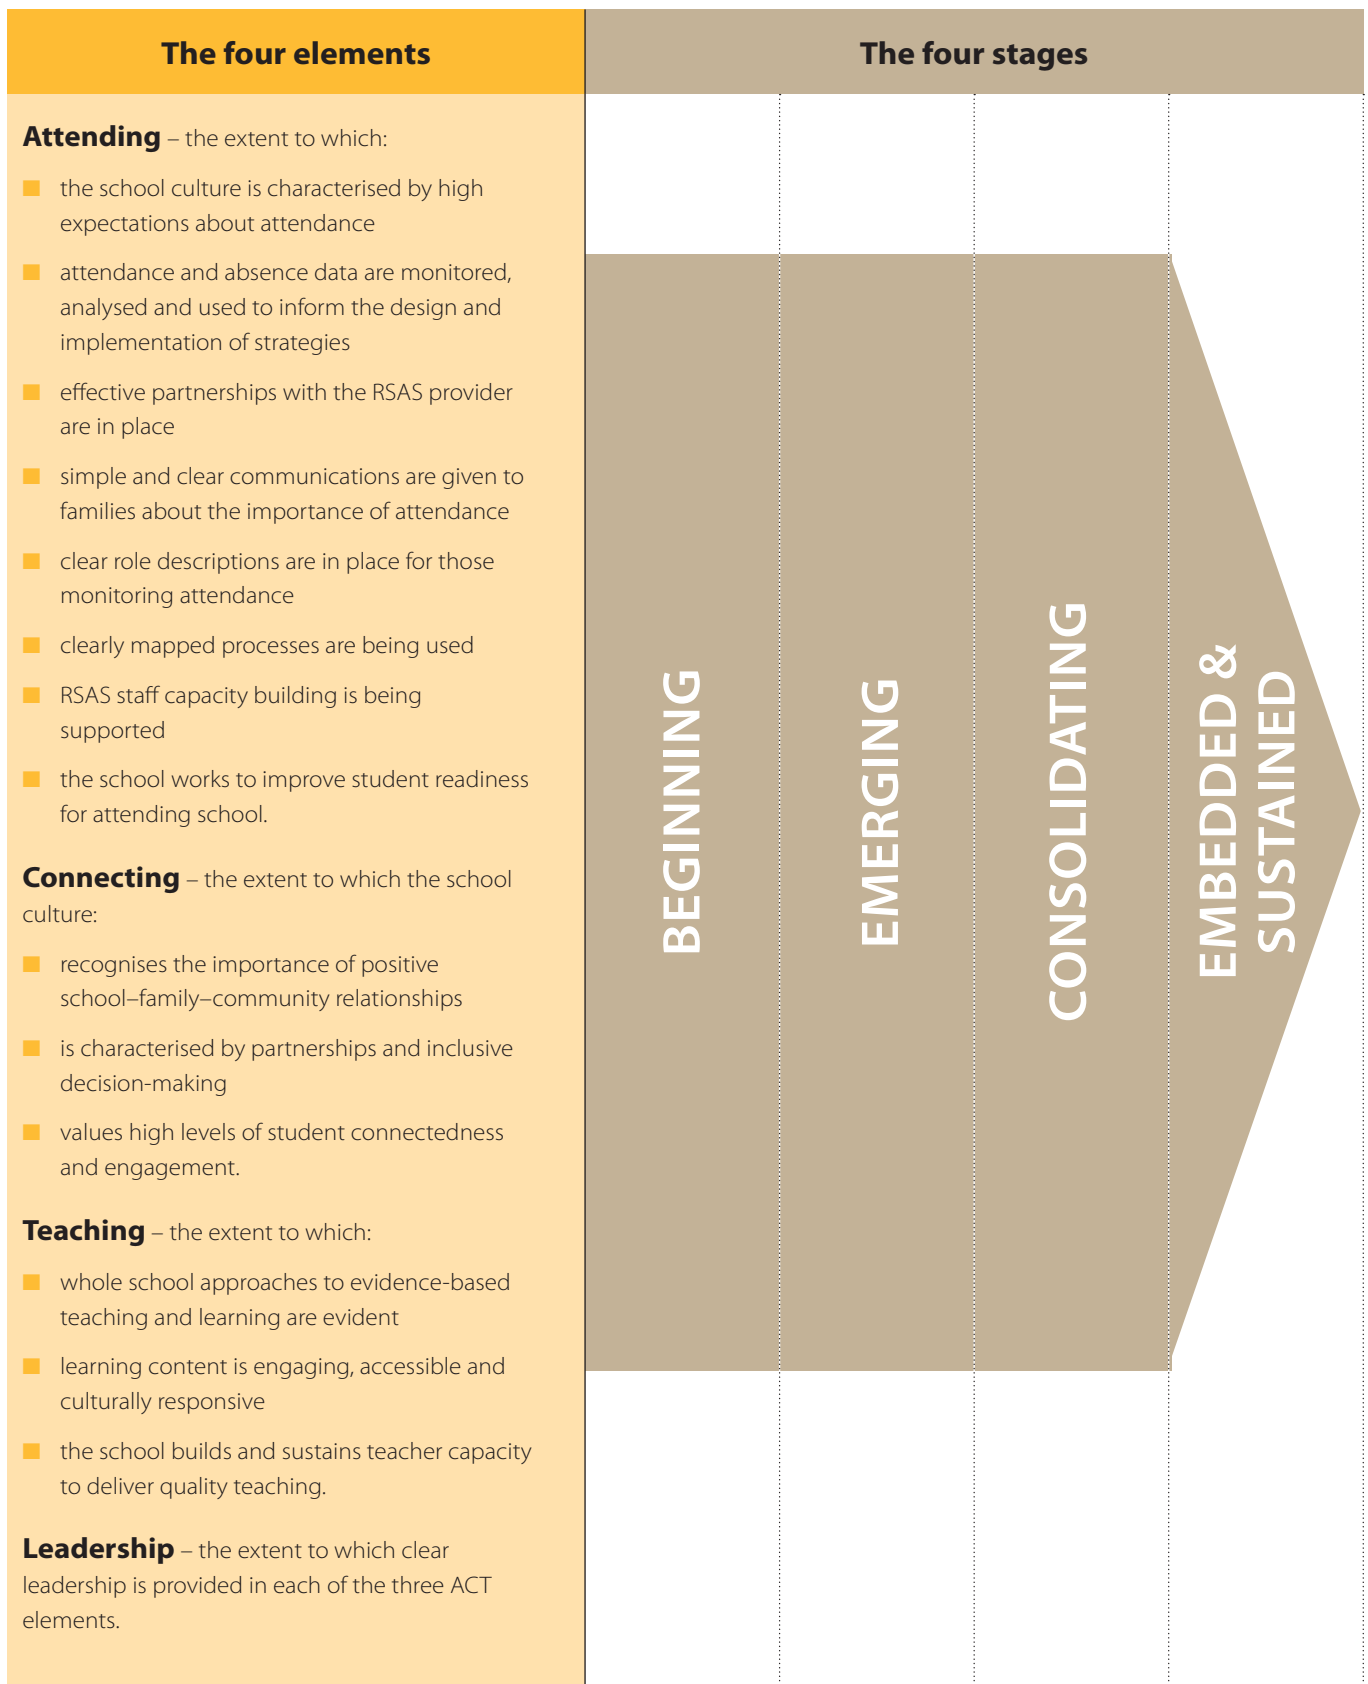 The four elements
The four stages
Attending – the extent to which:
■ the school culture is characterised by high
expectations about attendance
■ attendance and absence data are monitored,
analysed and used to inform the design and
implementation of strategies
■ effective partnerships with the RSAS provider
are in place
■ simple and clear communications are given to
families about the importance of attendance
■ clear role descriptions are in place for those
monitoring attendance
■ clearly mapped processes are being used
■ RSAS staff capacity building is being
supported
■ the school works to improve student readiness
for attending school.
Connecting – the extent to which the school
culture:
■ recognises the importance of positive
school–family–community relationships
■ is characterised by partnerships and inclusive
decision-making
■ values high levels of student connectedness
and engagement.
Teaching – the extent to which:
■ whole school approaches to evidence-based
teaching and learning are evident
■ learning content is engaging, accessible and
culturally responsive
■ the school builds and sustains teacher capacity
to deliver quality teaching.
Leadership – the extent to which clear
leadership is provided in each of the three ACT
elements.
BEGINNING
EMERGING
CONSOLIDATING
EMBEDDED &
SUSTAINED